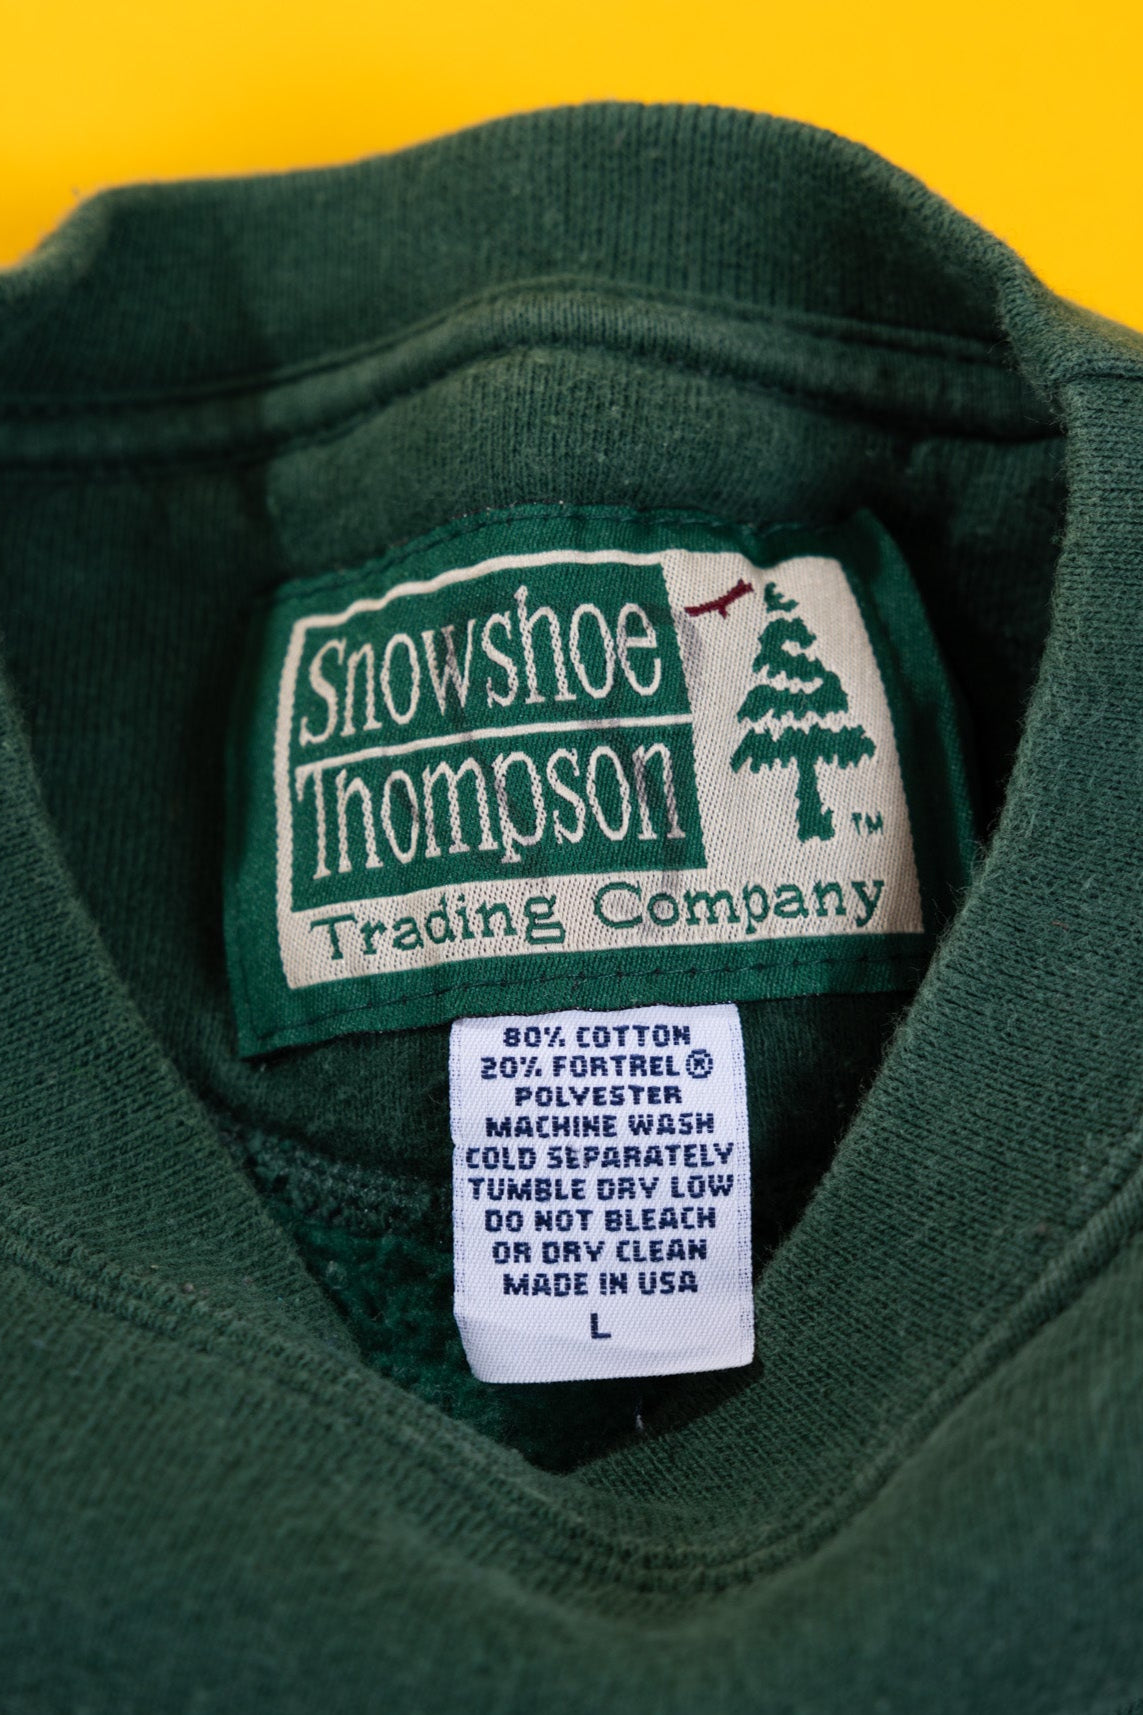 Snowshoe
Thompson
TM
Trading Company
80% COTTON
20% FORTREL®
POLYESTER
MACHINE WASH
COLD SEPARATELY
TUMBLE DRY LOW
DO NOT BLEACH
OR DRY CLEAN
MADE IN USA
L